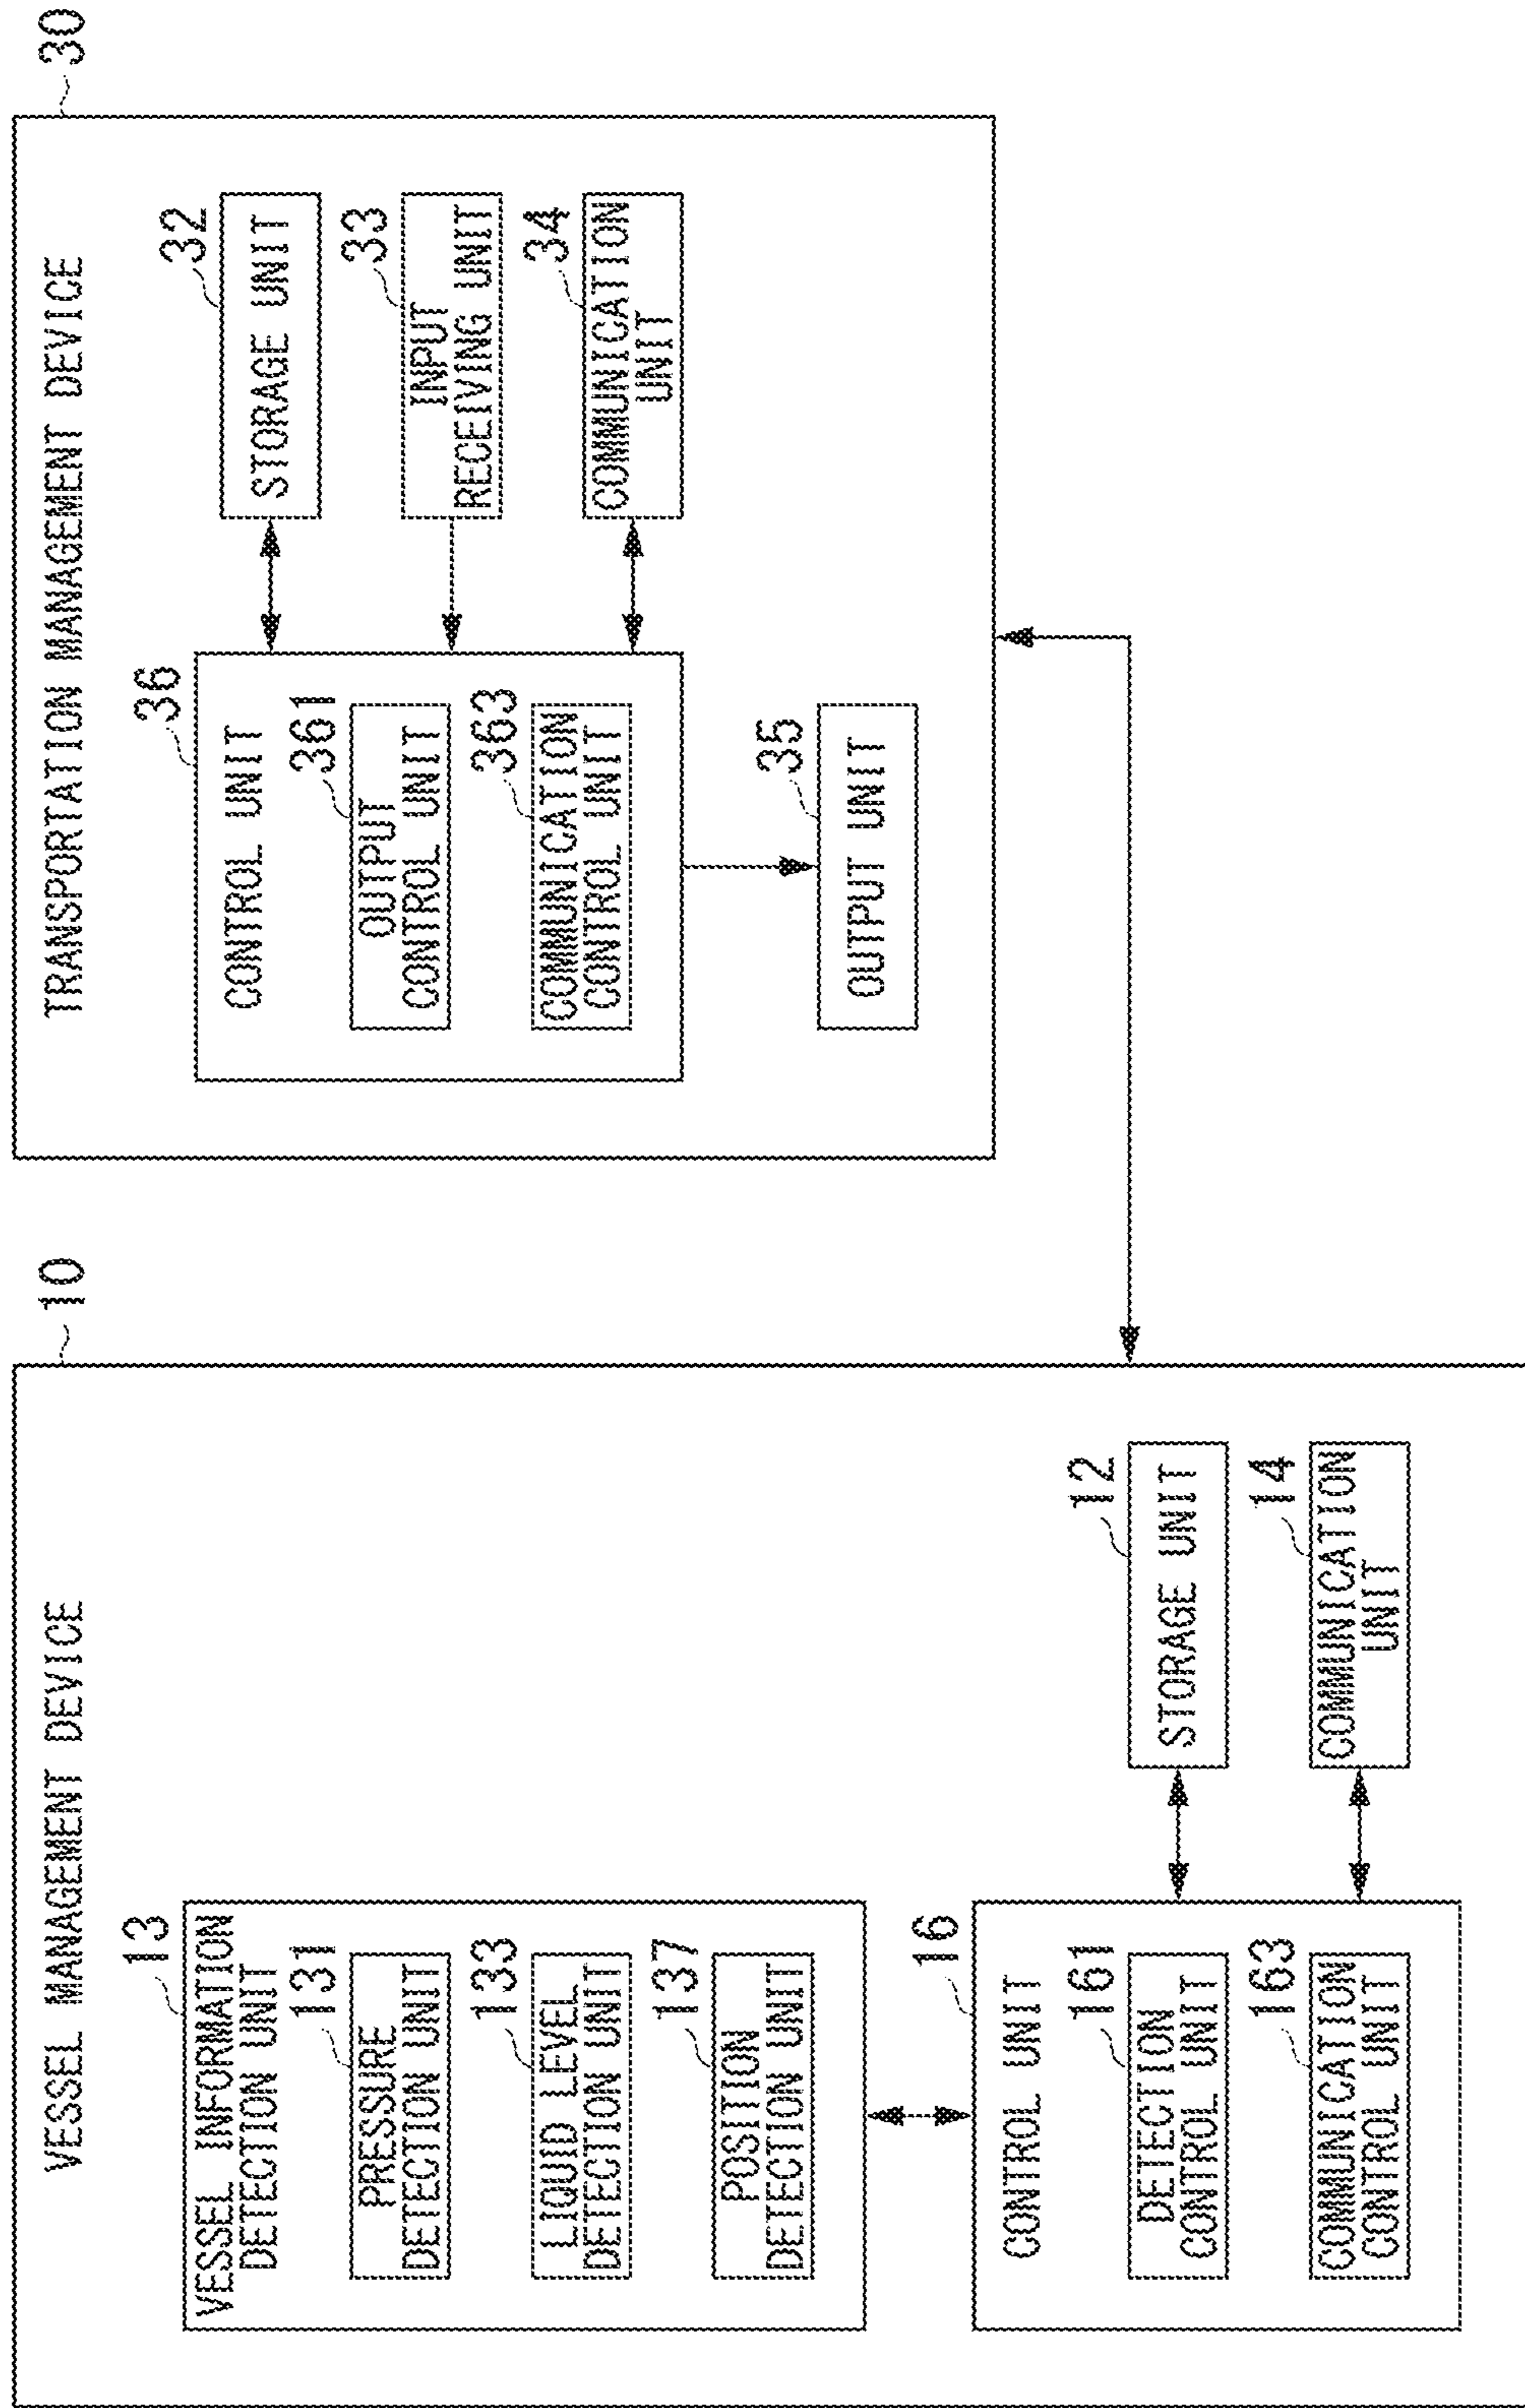 VESSEL MANAGEMENT DEVICE
10
13
VESSEL INFORMATION
DETECTION UNIT
131
PRESSURE
DETECTION UNIT
133
LIQUID LEVEL
DETECTION UNIT
137
POSITION
DETECTION UNIT
16
CONTROL UNIT
161
DETECTION
CONTROL UNIT
163
COMMUNICATION
CONTROL UNIT
12
STORAGE UNIT
14
COMMUNICATION
UNIT
TRANSPORTATION MANAGEMENT DEVICE
30
36
CONTROL UNIT
361
OUTPUT
CONTROL UNIT
363
COMMUNICATION
CONTROL UNIT
32
STORAGE UNIT
33
INPUT
RECEIVING UNIT
34
COMMUNICATION
UNIT
35
OUTPUT UNIT